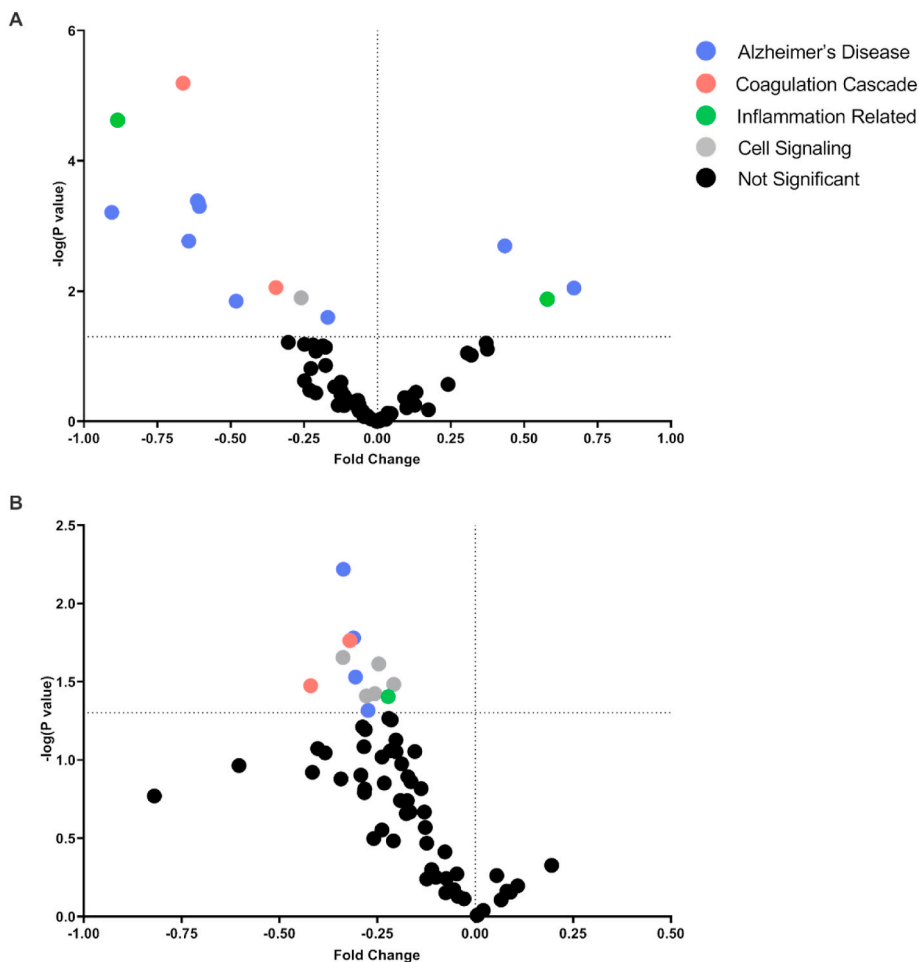 A
6
4
2
0
-log(P value)
-1.00 -0.75 -0.50 -0.25 0.00 0.25 0.50 0.75 1.00
Fold Change
Alzheimer's Disease
Coagulation Cascade
Inflammation Related
Cell Signaling
Not Significant
B
2.5
2.0
1.5
1.0
0.5
0.0
-log(P value)
-1.00 -0.75 -0.50 -0.25 0.00 0.25 0.50
Fold Change